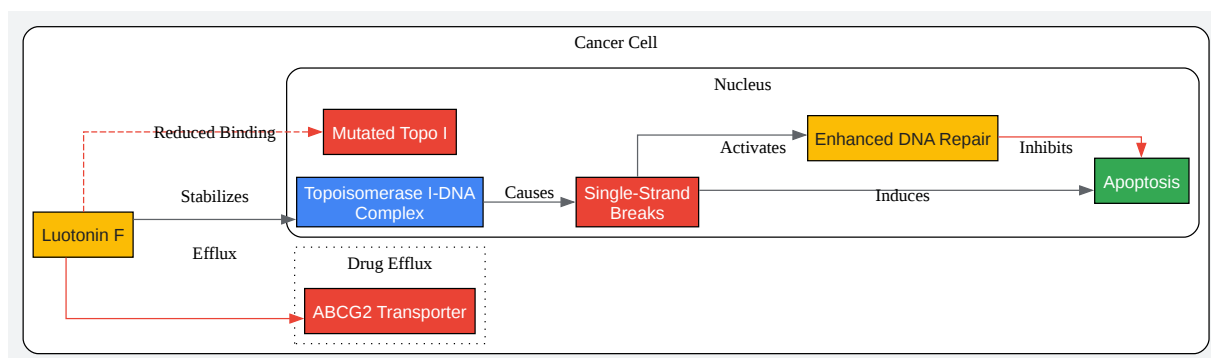 Cancer Cell
Nucleus
Reduced Binding
Mutated Topo I
Enhanced DNA Repair
Activates
Inhibits
Stabilizes
Topoisomerase I-DNA
Complex
Causes
Single-Strand
Breaks
Induces
Apoptosis
Luotonin F
Efflux
Drug Efflux
ABCG2 Transporter